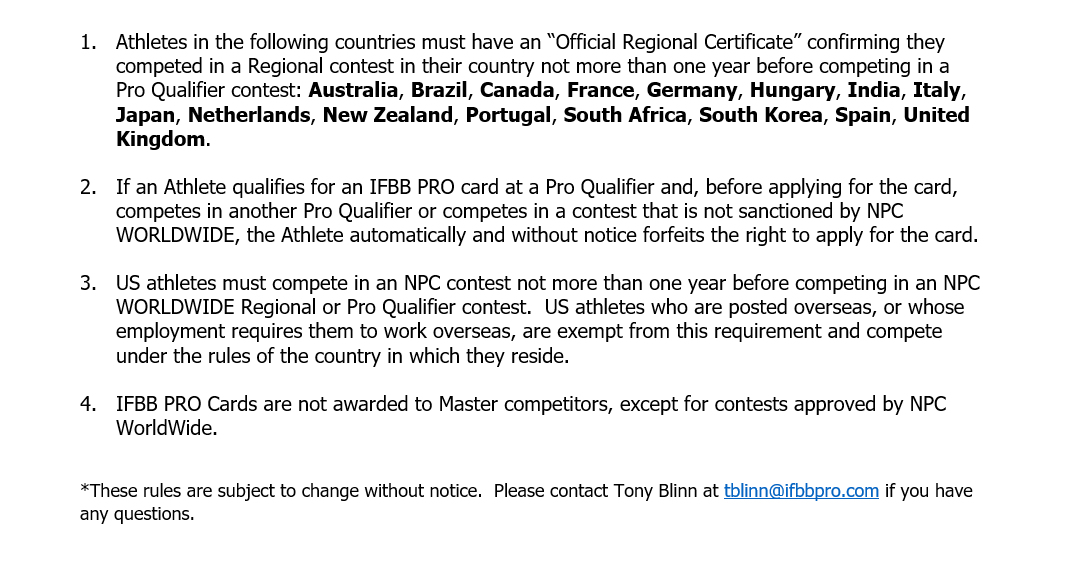 1. Athletes in the following countries must have an “Official Regional Certificate” confirming they
competed in a Regional contest in their country not more than one year before competing in a
Pro Qualifier contest: Australia, Brazil, Canada, France, Germany, Hungary, India, Italy,
Japan, Netherlands, New Zealand, Portugal, South Africa, South Korea, Spain, United
Kingdom.
2. If an Athlete qualifies for an IFBB PRO card at a Pro Qualifier and, before applying for the card,
competes in another Pro Qualifier or competes in a contest that is not sanctioned by NPC
WORLDWIDE, the Athlete automatically and without notice forfeits the right to apply for the card.
3. US athletes must compete in an NPC contest not more than one year before competing in an NPC
WORLDWIDE Regional or Pro Qualifier contest.  US athletes who are posted overseas, or whose
employment requires them to work overseas, are exempt from this requirement and compete
under the rules of the country in which they reside.
4. IFBB PRO Cards are not awarded to Master competitors, except for contests approved by NPC
WorldWide.
*These rules are subject to change without notice.  Please contact Tony Blinn at tblinn@ifbbpro.com if you have
any questions.